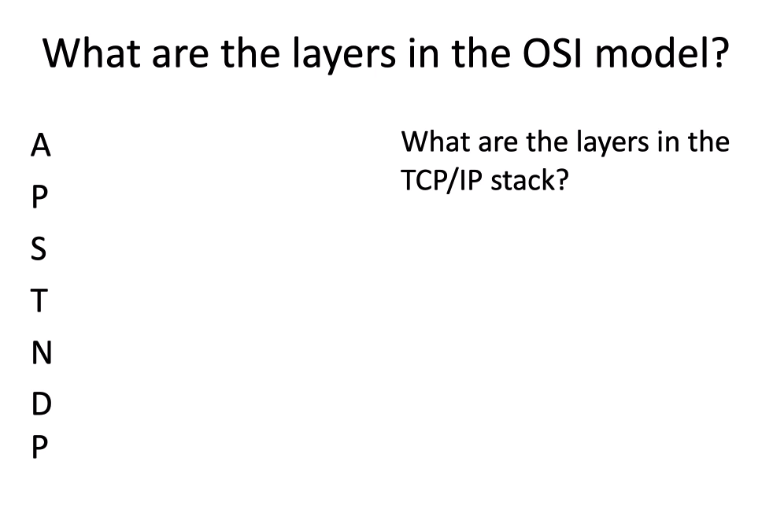 What are the layers in the OSI model?
A
P
S
T
N
D
P
What are the layers in the
TCP/IP stack?